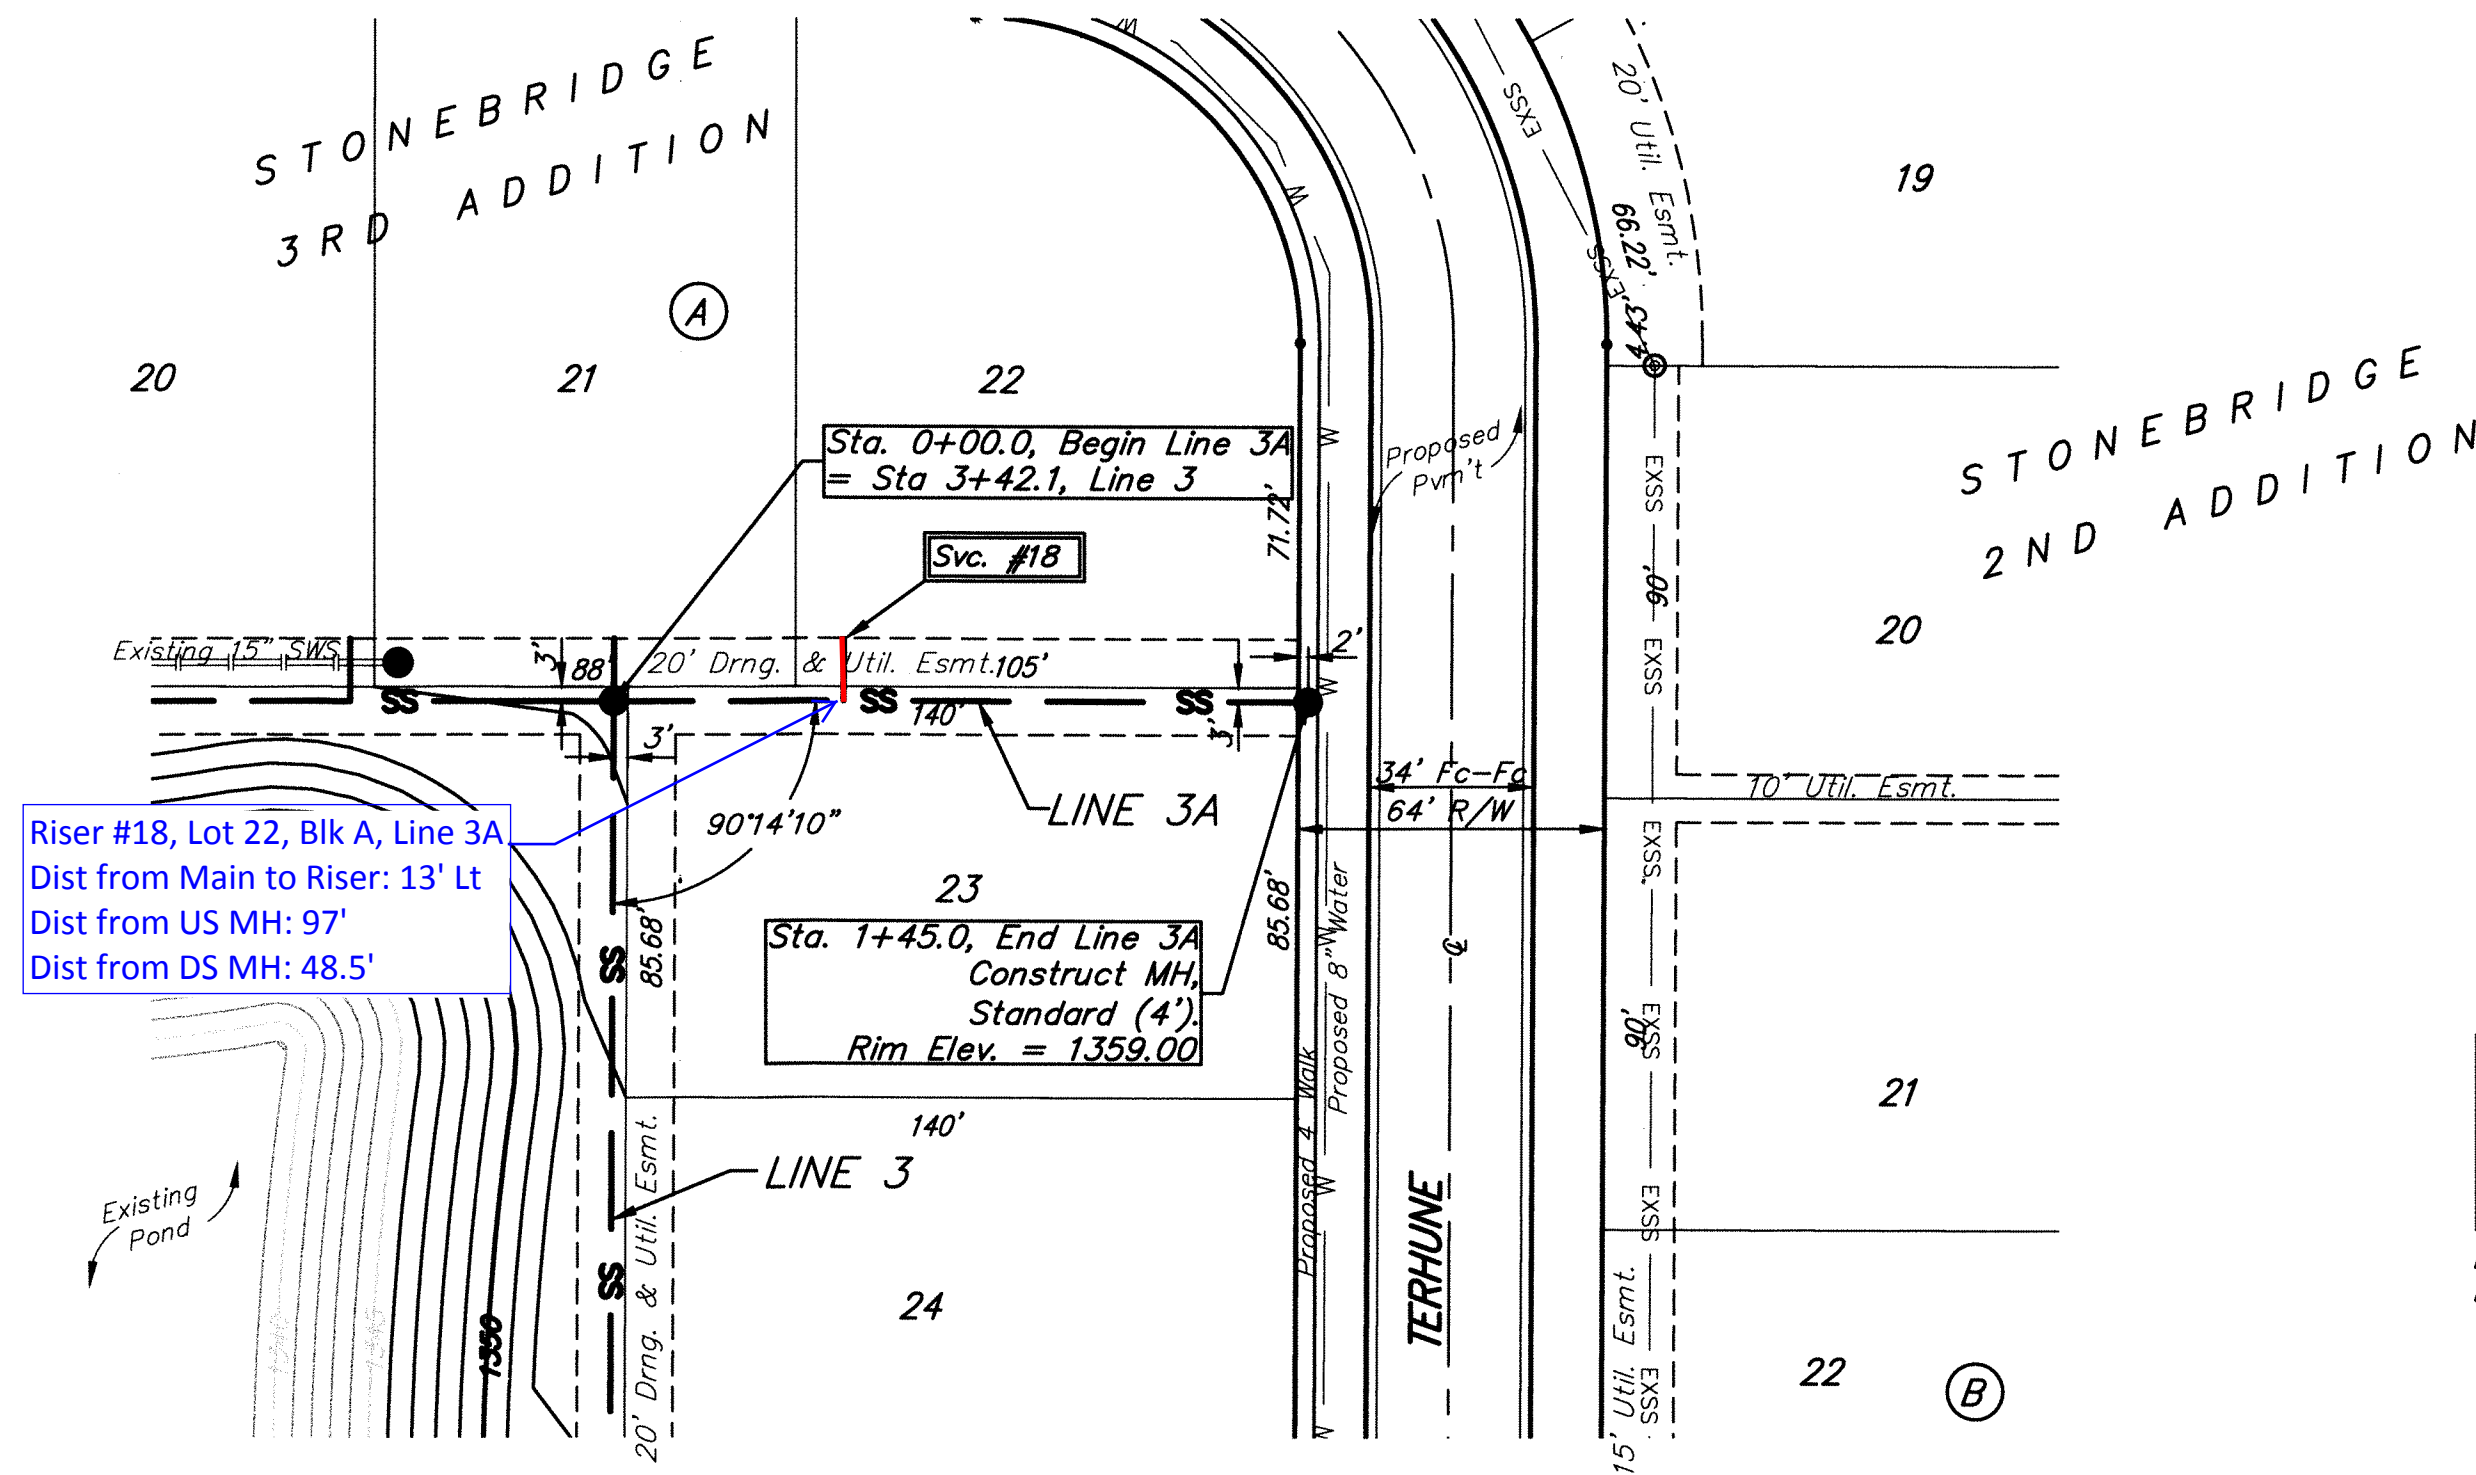 STONEBRIDGE
3RD ADDITION
A
20
21
22
19
20' Util. Esmt.
66.22'
4.43'
EXSS
EXSS
W
W
W
Sta. 0+00.0, Begin Line 3A
= Sta 3+42.1, Line 3
Proposed
Pvm't
71.72'
Svc. #18
STONEBRIDGE
2ND ADDITION
EXSS
90'
EXSS
20
Existing 15" SWS
3'
88'
20' Drng. & Util. Esmt.
105'
2'
W
SS
SS
SS
140'
3'
3'
34' Fc-Fc
64' R/W
10' Util. Esmt.
LINE 3A
90°14'10"
Riser #18, Lot 22, Blk A, Line 3A
Dist from Main to Riser: 13' Lt
Dist from US MH: 97'
Dist from DS MH: 48.5'
23
85.68'
85.68'
SS
Sta. 1+45.0, End Line 3A
Construct MH,
Standard (4').
Rim Elev. = 1359.00
W
Proposed 8" Water
EXSS
EXSS
90'
21
Proposed 4' Walk
140'
LINE 3
Existing
Pond
20' Drng. & Util. Esmt.
SS
W
TERHUNE
EXSS
24
1340
1345
1350
15' Util. Esmt.
EXSS
22
B
W